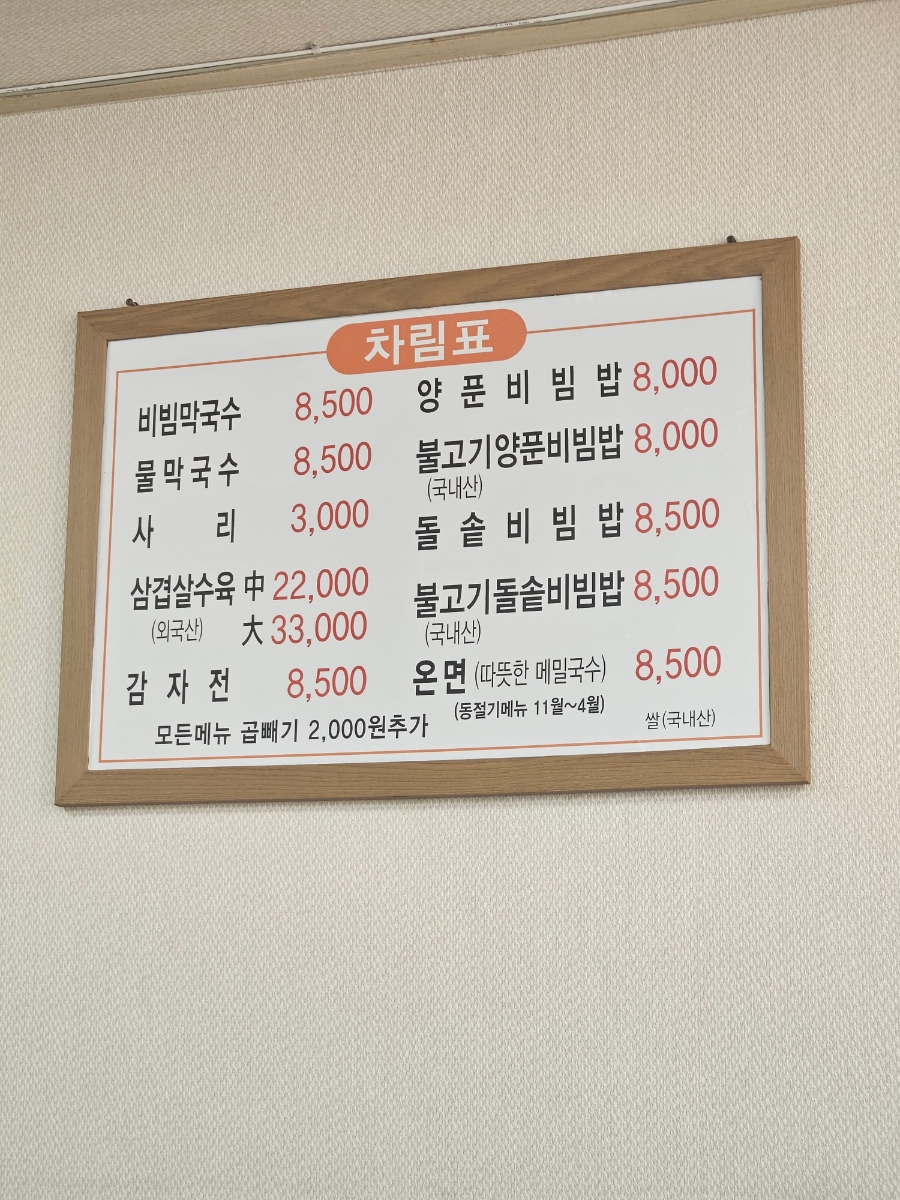 차림표
비빔막국수 8,500
물막국수 8,500
사리 3,000
삼겹살수육 中 22,000
(외국산) 大 33,000
감자전 8,500
모든메뉴 곱빼기 2,000원추가
양푼비빔밥 8,000
불고기양푼비빔밥 8,000
(국내산)
돌솥비빔밥 8,500
불고기돌솥비빔밥 8,500
(국내산)
온면 (따뜻한 메밀국수) 8,500
(동절기메뉴 11월~4월)
쌀(국내산)